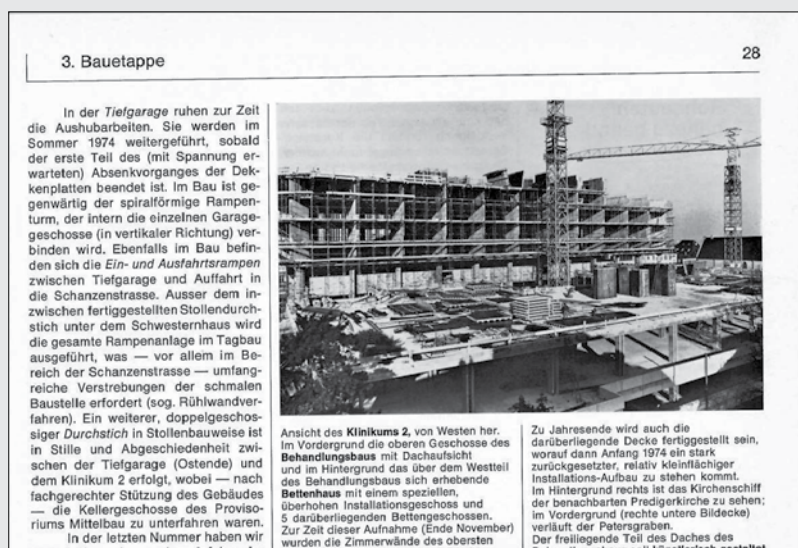 3. Bauetappe
28
In der Tiefgarage ruhen zur Zeit
die Aushubarbeiten. Sie werden im
Sommer 1974 weitergeführt, sobald
der erste Teil des (mit Spannung er-
warteten) Absenkvorganges der Dek-
kenplatten beendet ist. Im Bau ist ge-
genwärtig der spiralförmige Rampen-
turm, der intern die einzelnen Garage-
geschosse (in vertikaler Richtung) ver-
binden wird. Ebenfalls im Bau befin-
den sich die Ein- und Ausfahrtsrampen
zwischen Tiefgarage und Auffahrt in
die Schanzenstrasse. Ausser dem in-
zwischen fertiggestellten Stollendurch-
stich unter dem Schwesternhaus wird
die gesamte Rampenanlage im Tagbau
ausgeführt, was — vor allem im Be-
reich der Schanzenstrasse — umfang-
reiche Verstrebungen der schmalen
Baustelle erfordert (sog. Rühlwandver-
fahren). Ein weiterer, doppelgeschos-
siger Durchstich in Stollenbauweise ist
in Stille und Abgeschiedenheit zwi-
schen der Tiefgarage (Ostende) und
dem Klinikum 2 erfolgt, wobei — nach
fachgerechter Stützung des Gebäudes
— die Kellergeschosse des Proviso-
riums Mittelbau zu unterfahren waren.
In der letzten Nummer haben wir
Ansicht des Klinikums 2, von Westen her.
Im Vordergrund die oberen Geschosse des
Behandlungsbaus mit Dachaufsicht
und im Hintergrund das über dem Westteil
des Behandlungsbaus sich erhebende
Bettenhaus mit einem speziellen,
überhohen Installationsgeschoss und
5 darüberliegenden Bettengeschossen.
Zur Zeit dieser Aufnahme (Ende November)
wurden die Zimmerwände des obersten
Zu Jahresende wird auch die
darüberliegende Decke fertiggestellt sein,
worauf dann Anfang 1974 ein stark
zurückgesetzter, relativ kleinflächiger
Installations-Aufbau zu stehen kommt.
Im Hintergrund rechts ist das Kirchenschiff
der benachbarten Predigerkirche zu sehen;
im Vordergrund (rechte untere Bildecke)
verläuft der Petersgraben.
Der freiliegende Teil des Daches des